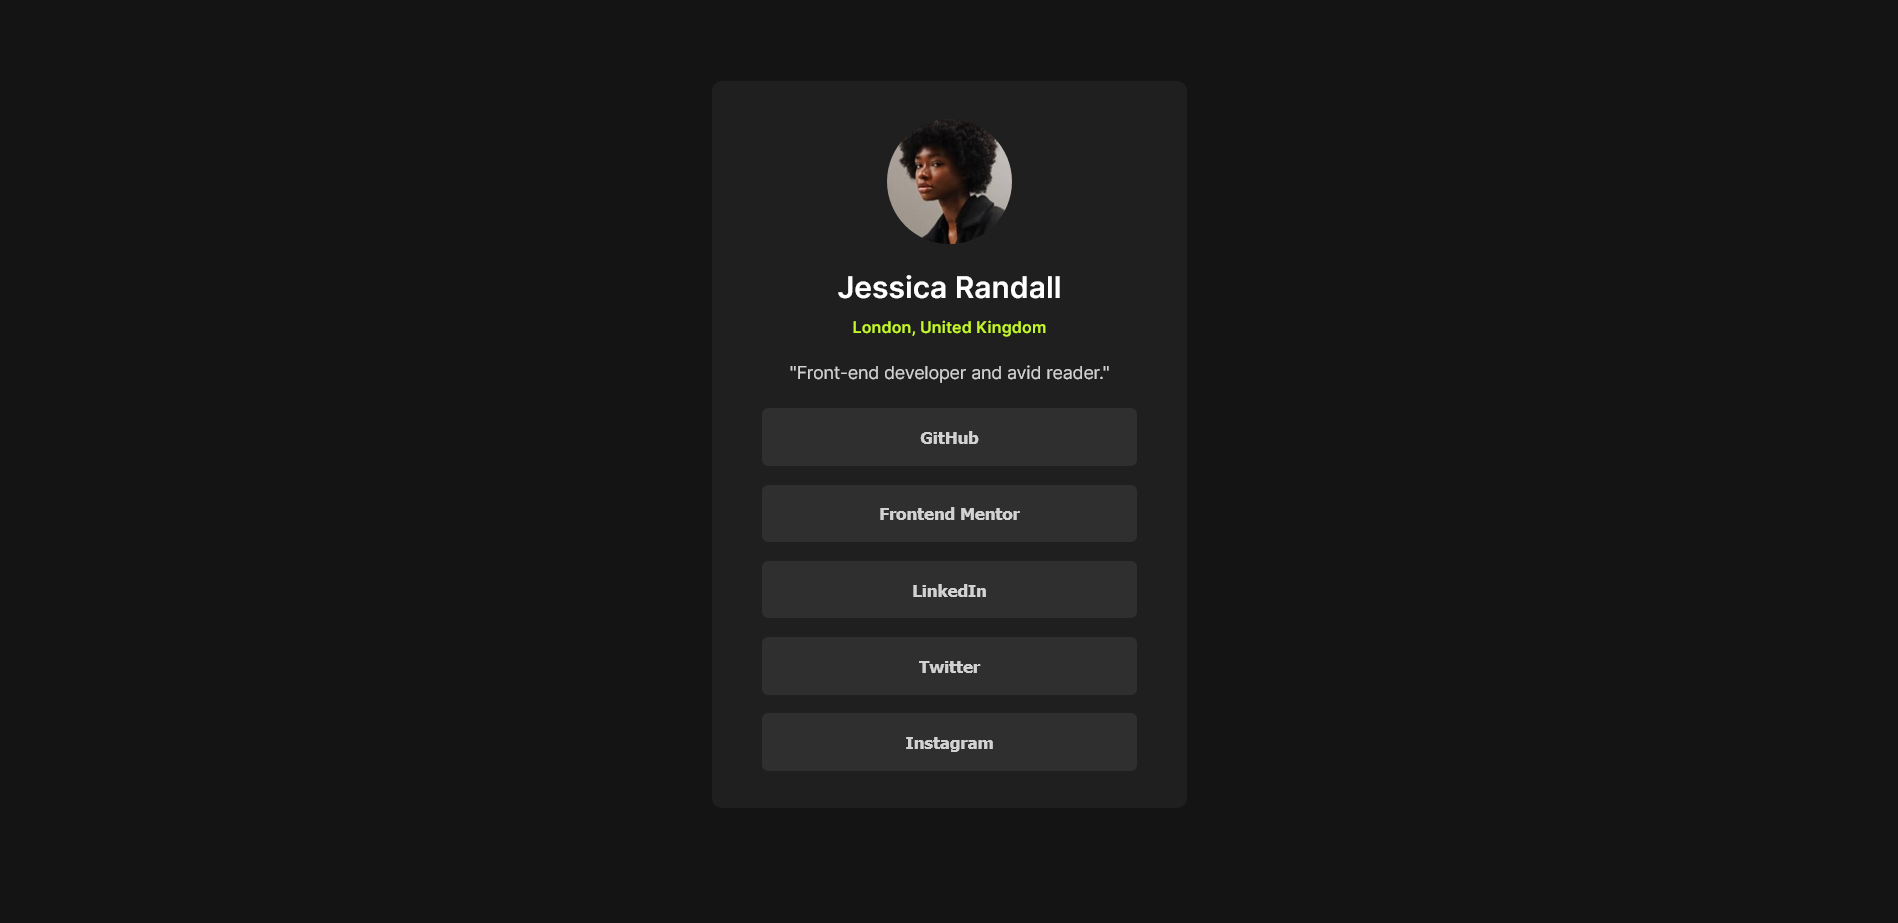 Jessica Randall
London, United Kingdom
"Front-end developer and avid reader."
GitHub
Frontend Mentor
LinkedIn
Twitter
Instagram